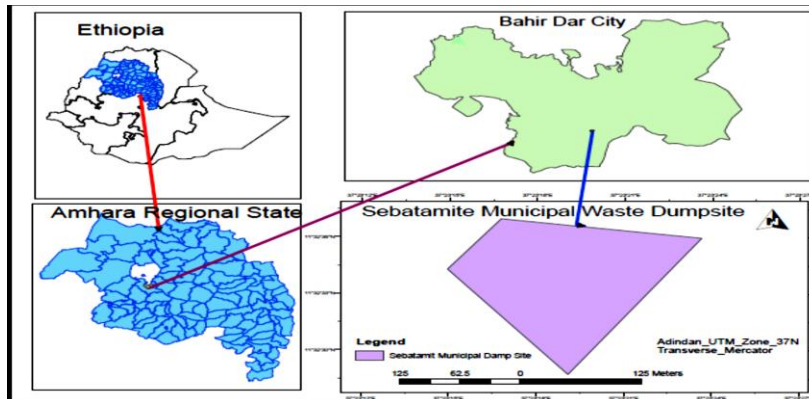 Ethiopia
Bahir Dar City
Amhara Regional State
Sebatamite Municipal Waste Dumpsite
Legend
Sebatamit Municipal Damp Site
Adindan_UTM_Zone_37N
Transverse_Mercator
125 62.5 0 125 Meters